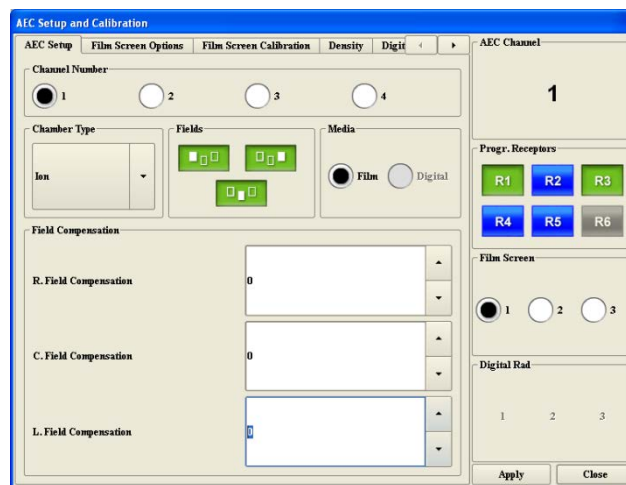 AEC Setup and Calibration
AEC Setup
Film Screen Options
Film Screen Calibration
Density
Digit
Channel Number
1
2
3
4
Chamber Type
Ion
Fields
Media
Film
Digital
Field Compensation
R. Field Compensation
0
C. Field Compensation
0
L. Field Compensation
0
AEC Channel
1
Progr. Receptors
R1
R2
R3
R4
R5
R6
Film Screen
1
2
3
Digital Rad
1
2
3
Apply
Close